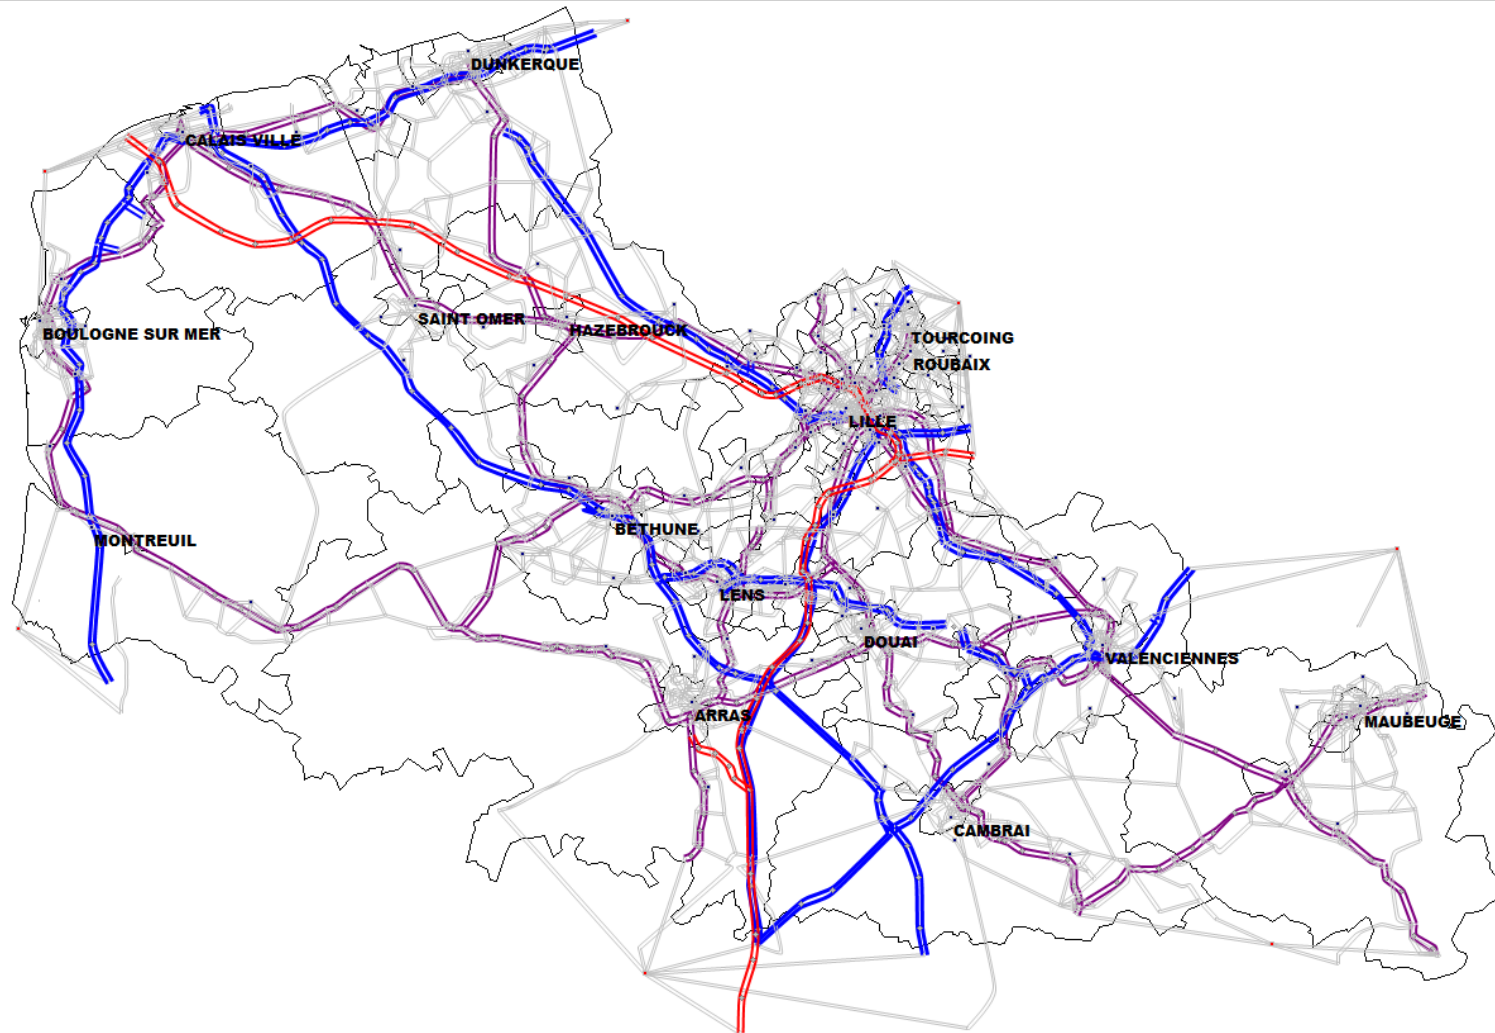 DUNKERQUE
CALAIS VILLE
SAINT OMER
HAZEBROUCK
BOULOGNE SUR MER
TOURCOING
ROUBAIX
LILLE
BETHUNE
MONTREUIL
LENS
DOUAI
VALENCIENNES
ARRAS
MAUBEUGE
CAMBRAI